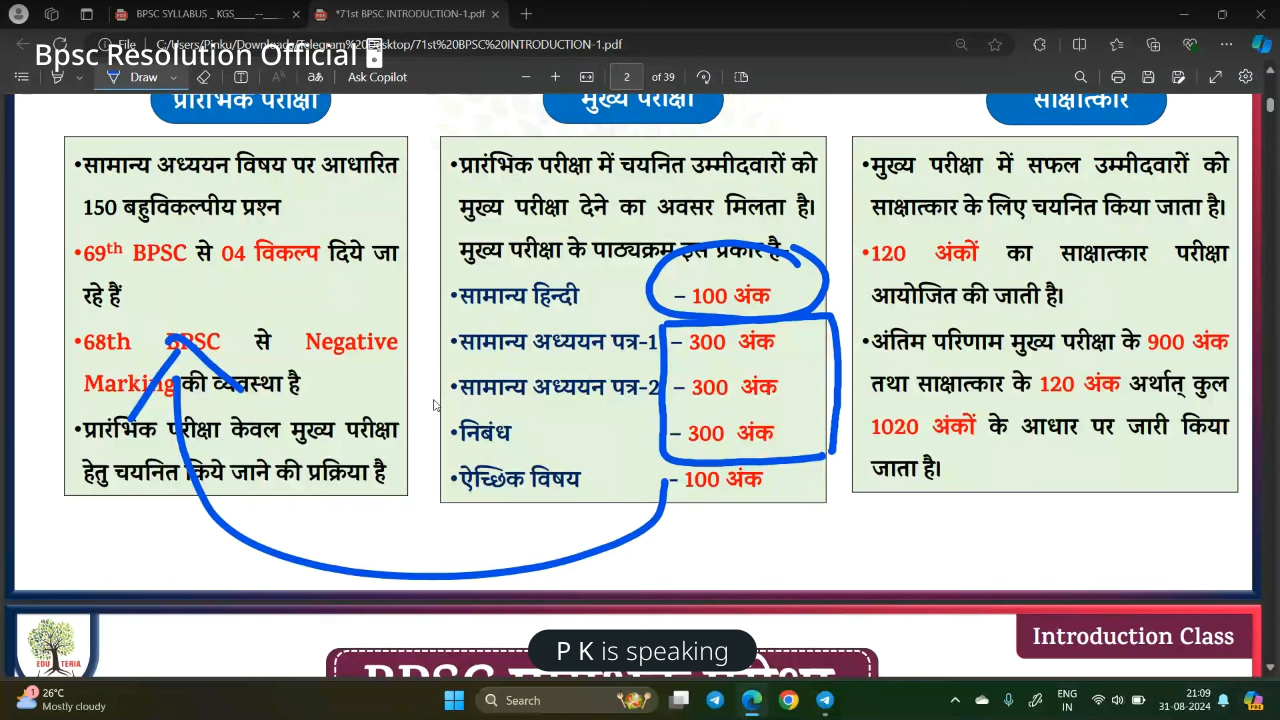 BPSC SYLLABUS _ KGS____--____
*71st BPSC INTRODUCTION-1.pdf
File C:/Users/Pinku/Downloads/Telegram%20Desktop/71st%20BPSC%20INTRODUCTION-1.pdf
Bpsc Resolution Official
Draw
Ask Copilot
2 of 39
प्रारंभिक परीक्षा
•सामान्य अध्ययन विषय पर आधारित
150 बहुविकल्पीय प्रश्न
•69th BPSC से 04 विकल्प दिये जा
रहे हैं
•68th BPSC से Negative
Marking की व्यवस्था है
•प्रारंभिक परीक्षा केवल मुख्य परीक्षा
हेतु चयनित किये जाने की प्रक्रिया है
मुख्य परीक्षा
•प्रारंभिक परीक्षा में चयनित उम्मीदवारों को
मुख्य परीक्षा देने का अवसर मिलता है।
मुख्य परीक्षा के पाठ्यक्रम इस प्रकार है-
•सामान्य हिन्दी – 100 अंक
•सामान्य अध्ययन पत्र-1 – 300 अंक
•सामान्य अध्ययन पत्र-2 – 300 अंक
•निबंध – 300 अंक
•ऐच्छिक विषय – 100 अंक
साक्षात्कार
•मुख्य परीक्षा में सफल उम्मीदवारों को
साक्षात्कार के लिए चयनित किया जाता है।
•120 अंकों का साक्षात्कार परीक्षा
आयोजित की जाती है।
•अंतिम परिणाम मुख्य परीक्षा के 900 अंक
तथा साक्षात्कार के 120 अंक अर्थात् कुल
1020 अंकों के आधार पर जारी किया
जाता है।
EDU TERIA
Introduction Class
BPSC प्रारंभिक परीक्षा
P K is speaking
1
26°C
Mostly cloudy
Search
ENG
IN
21:09
31-08-2024